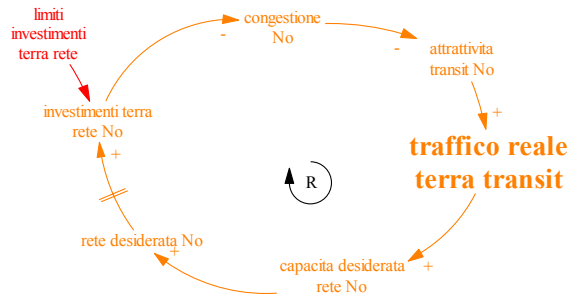 limiti
investimenti
terra rete
congestione
No
-
-
attrattivita
transit No
investimenti terra
rete No
+
+
traffico reale
terra transit
R
rete desiderata No
+
capacita desiderata
rete No
+